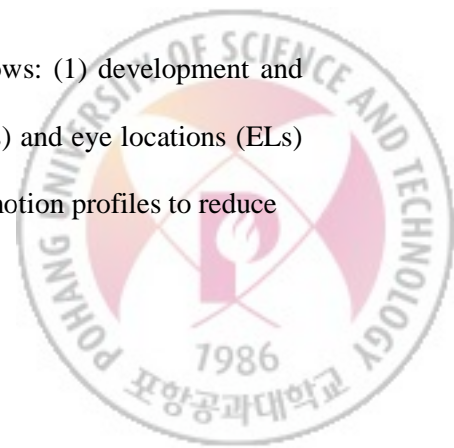 ows: (1) development and
) and eye locations (ELs)
notion profiles to reduce
POHANG UNIVERSITY OF SCIENCE AND TECHNOLOGY
1986
포항공과대학교